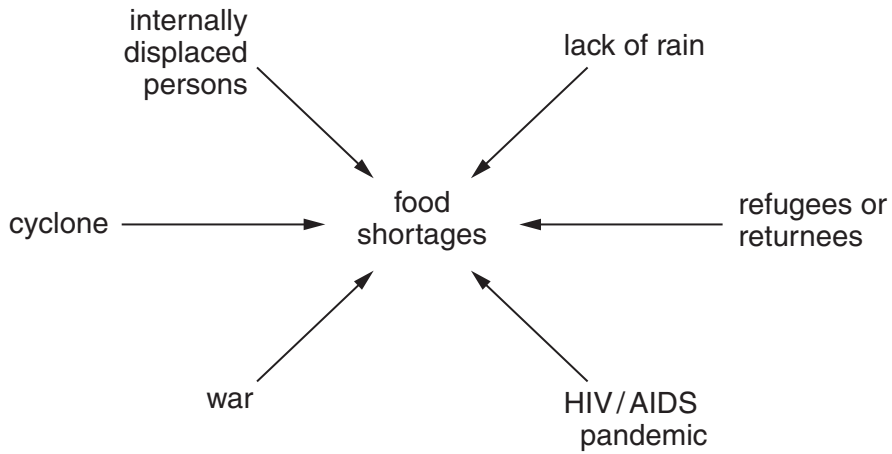 internally
displaced
persons
lack of rain
cyclone
food
shortages
refugees or
returnees
war
HIV/AIDS
pandemic